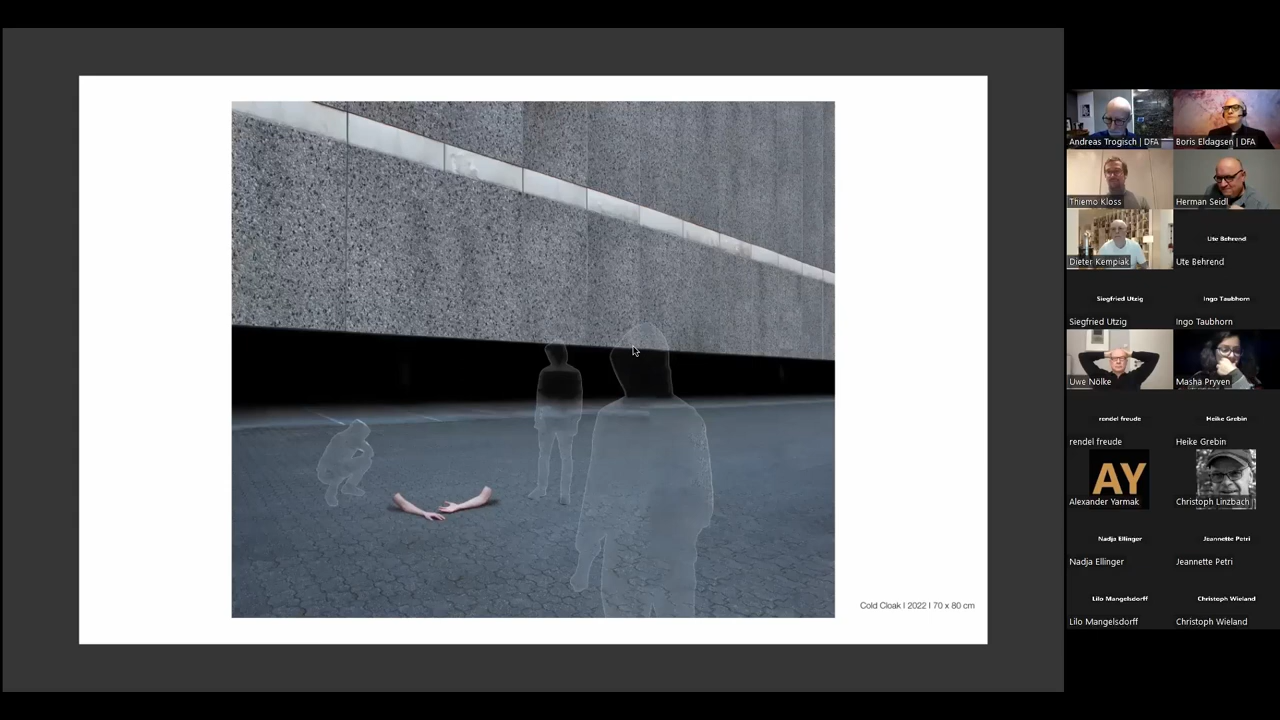 Cold Cloak I 2022 I 70 x 80 cm
Andreas Trogisch | DFA
Boris Eldagsen | DFA
Thiemo Kloss
Herman Seidl
Dieter Kempiak
Ute Behrend
Ute Behrend
Siegfried Utzig
Siegfried Utzig
Ingo Taubhorn
Ingo Taubhorn
Uwe Nölke
Masha Pryven
rendel freude
rendel freude
Heike Grebin
Heike Grebin
AY
Alexander Yarmak
Christoph Linzbach
Nadja Ellinger
Nadja Ellinger
Jeannette Petri
Jeannette Petri
Lilo Mangelsdorff
Lilo Mangelsdorff
Christoph Wieland
Christoph Wieland